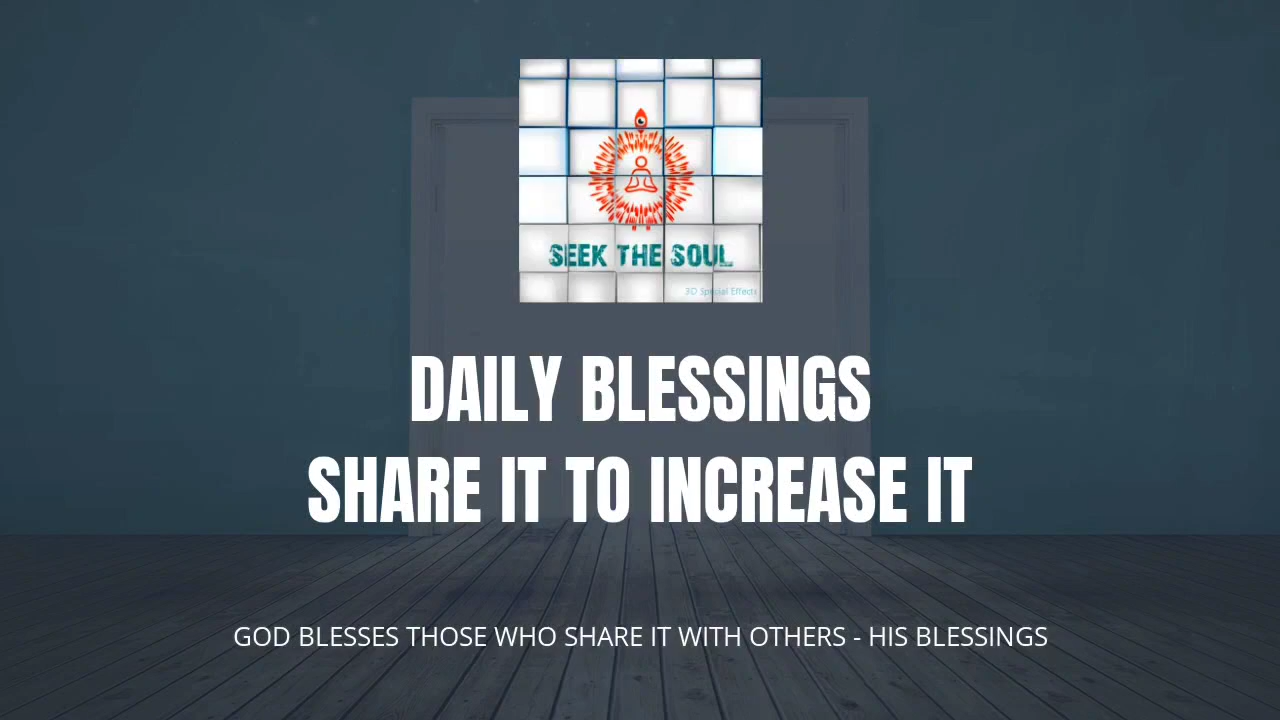 SEEK THE SOUL
3D Special Effects
DAILY BLESSINGS
SHARE IT TO INCREASE IT
GOD BLESSES THOSE WHO SHARE IT WITH OTHERS - HIS BLESSINGS